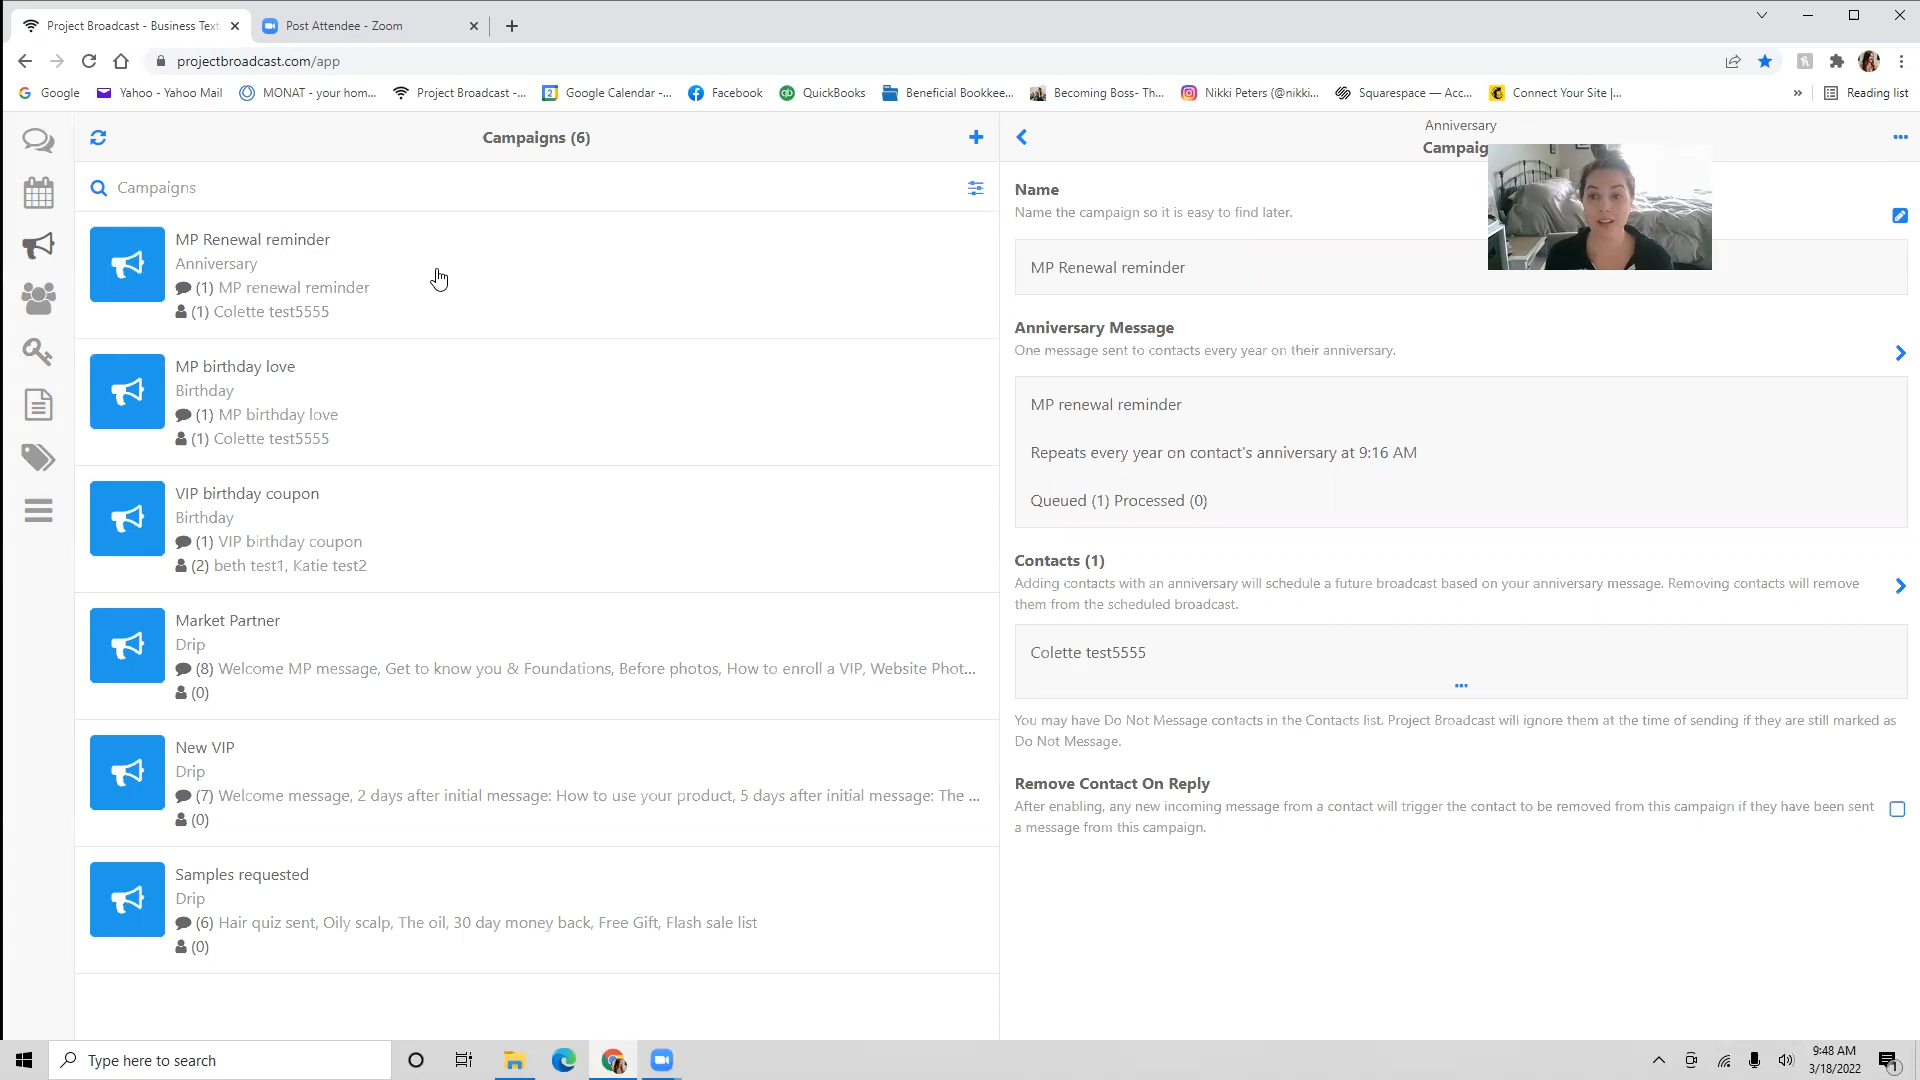 Project Broadcast - Business Texti
Post Attendee - Zoom
projectbroadcast.com/app
Google
Yahoo - Yahoo Mail
MONAT - your hom...
Project Broadcast -...
2
Google Calendar -...
Facebook
qb
QuickBooks
Beneficial Bookkee...
Becoming Boss- Th...
Nikki Peters (@nikki...
Squarespace — Acc...
Connect Your Site |...
»
Reading list
Campaigns (6)
Campaigns
MP Renewal reminder
Anniversary
(1) MP renewal reminder
(1) Colette test5555
MP birthday love
Birthday
(1) MP birthday love
(1) Colette test5555
VIP birthday coupon
Birthday
(1) VIP birthday coupon
(2) beth test1, Katie test2
Market Partner
Drip
(8) Welcome MP message, Get to know you & Foundations, Before photos, How to enroll a VIP, Website Phot...
(0)
New VIP
Drip
(7) Welcome message, 2 days after initial message: How to use your product, 5 days after initial message: The ...
(0)
Samples requested
Drip
(6) Hair quiz sent, Oily scalp, The oil, 30 day money back, Free Gift, Flash sale list
(0)
Anniversary
Campaig
Name
Name the campaign so it is easy to find later.
MP Renewal reminder
Anniversary Message
One message sent to contacts every year on their anniversary.
MP renewal reminder
Repeats every year on contact's anniversary at 9:16 AM
Queued (1) Processed (0)
Contacts (1)
Adding contacts with an anniversary will schedule a future broadcast based on your anniversary message. Removing contacts will remove
them from the scheduled broadcast.
Colette test5555
...
You may have Do Not Message contacts in the Contacts list. Project Broadcast will ignore them at the time of sending if they are still marked as
Do Not Message.
Remove Contact On Reply
After enabling, any new incoming message from a contact will trigger the contact to be removed from this campaign if they have been sent
a message from this campaign.
Type here to search
9:48 AM
3/18/2022
1